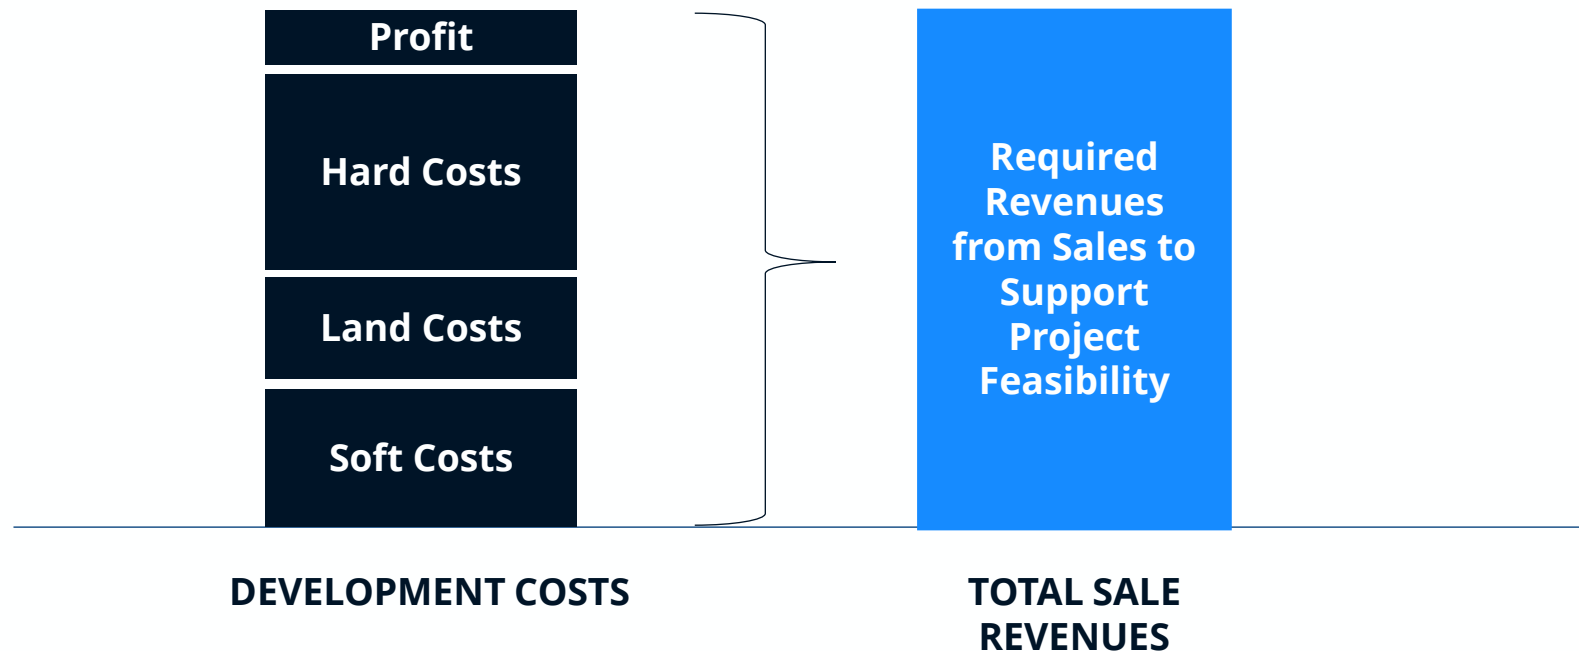 Profit
Hard Costs
Land Costs
Soft Costs
DEVELOPMENT COSTS
Required
Revenues
from Sales to
Support
Project
Feasibility
TOTAL SALE
REVENUES